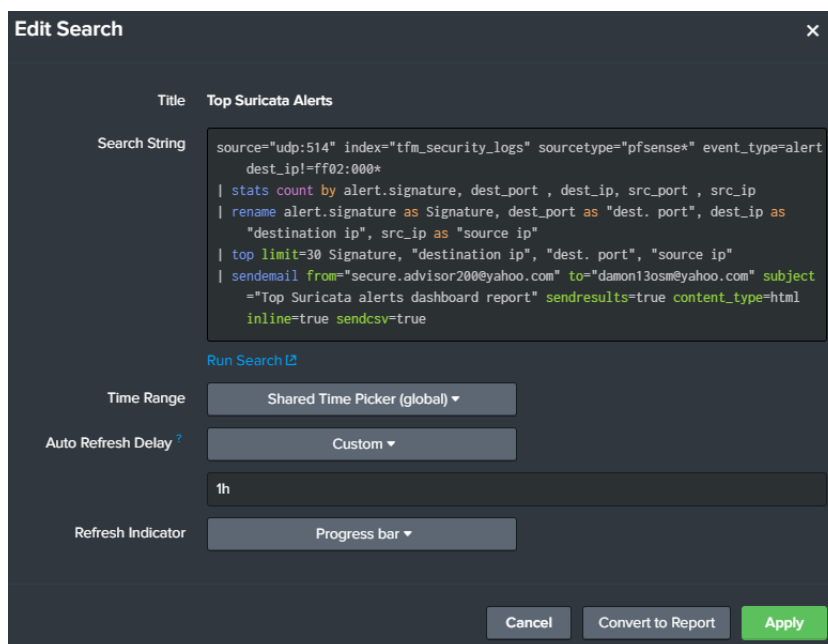 Edit Search
×
Title
Top Suricata Alerts
Search String
source="udp:514" index="tfm_security_logs" sourcetype="pfsense*" event_type=alert
dest_ip!=ff02:000*
| stats count by alert.signature, dest_port , dest_ip, src_port , src_ip
| rename alert.signature as Signature, dest_port as "dest. port", dest_ip as
"destination ip", src_ip as "source ip"
| top limit=30 Signature, "destination ip", "dest. port", "source ip"
| sendemail from="secure.advisor200@yahoo.com" to="damon13osm@yahoo.com" subject
="Top Suricata alerts dashboard report" sendresults=true content_type=html
inline=true sendcsv=true
Run Search
Time Range
Shared Time Picker (global)
Auto Refresh Delay ?
Custom
1h
Refresh Indicator
Progress bar
Cancel
Convert to Report
Apply